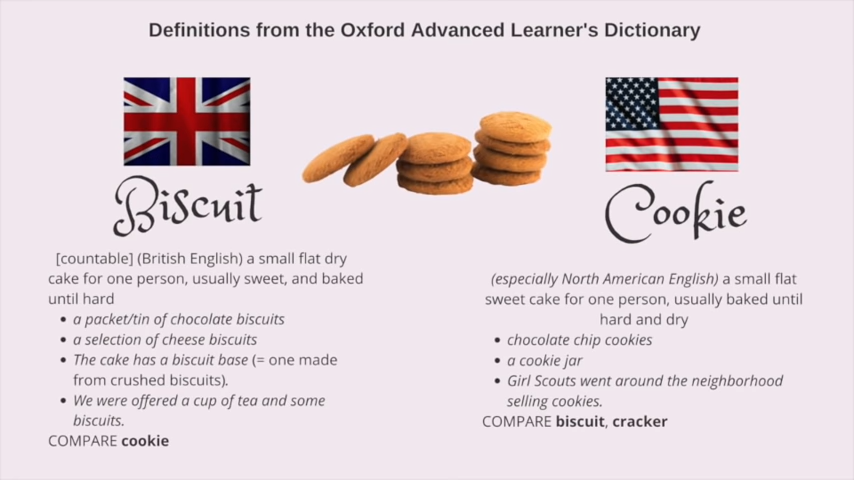 Definitions from the Oxford Advanced Learner's Dictionary
Biscuit
[countable] (British English) a small flat dry
cake for one person, usually sweet, and baked
until hard
• a packet/tin of chocolate biscuits
• a selection of cheese biscuits
• The cake has a biscuit base (= one made
from crushed biscuits).
• We were offered a cup of tea and some
biscuits.
COMPARE cookie
Cookie
(especially North American English) a small flat
sweet cake for one person, usually baked until
hard and dry
• chocolate chip cookies
• a cookie jar
• Girl Scouts went around the neighborhood
selling cookies.
COMPARE biscuit, cracker